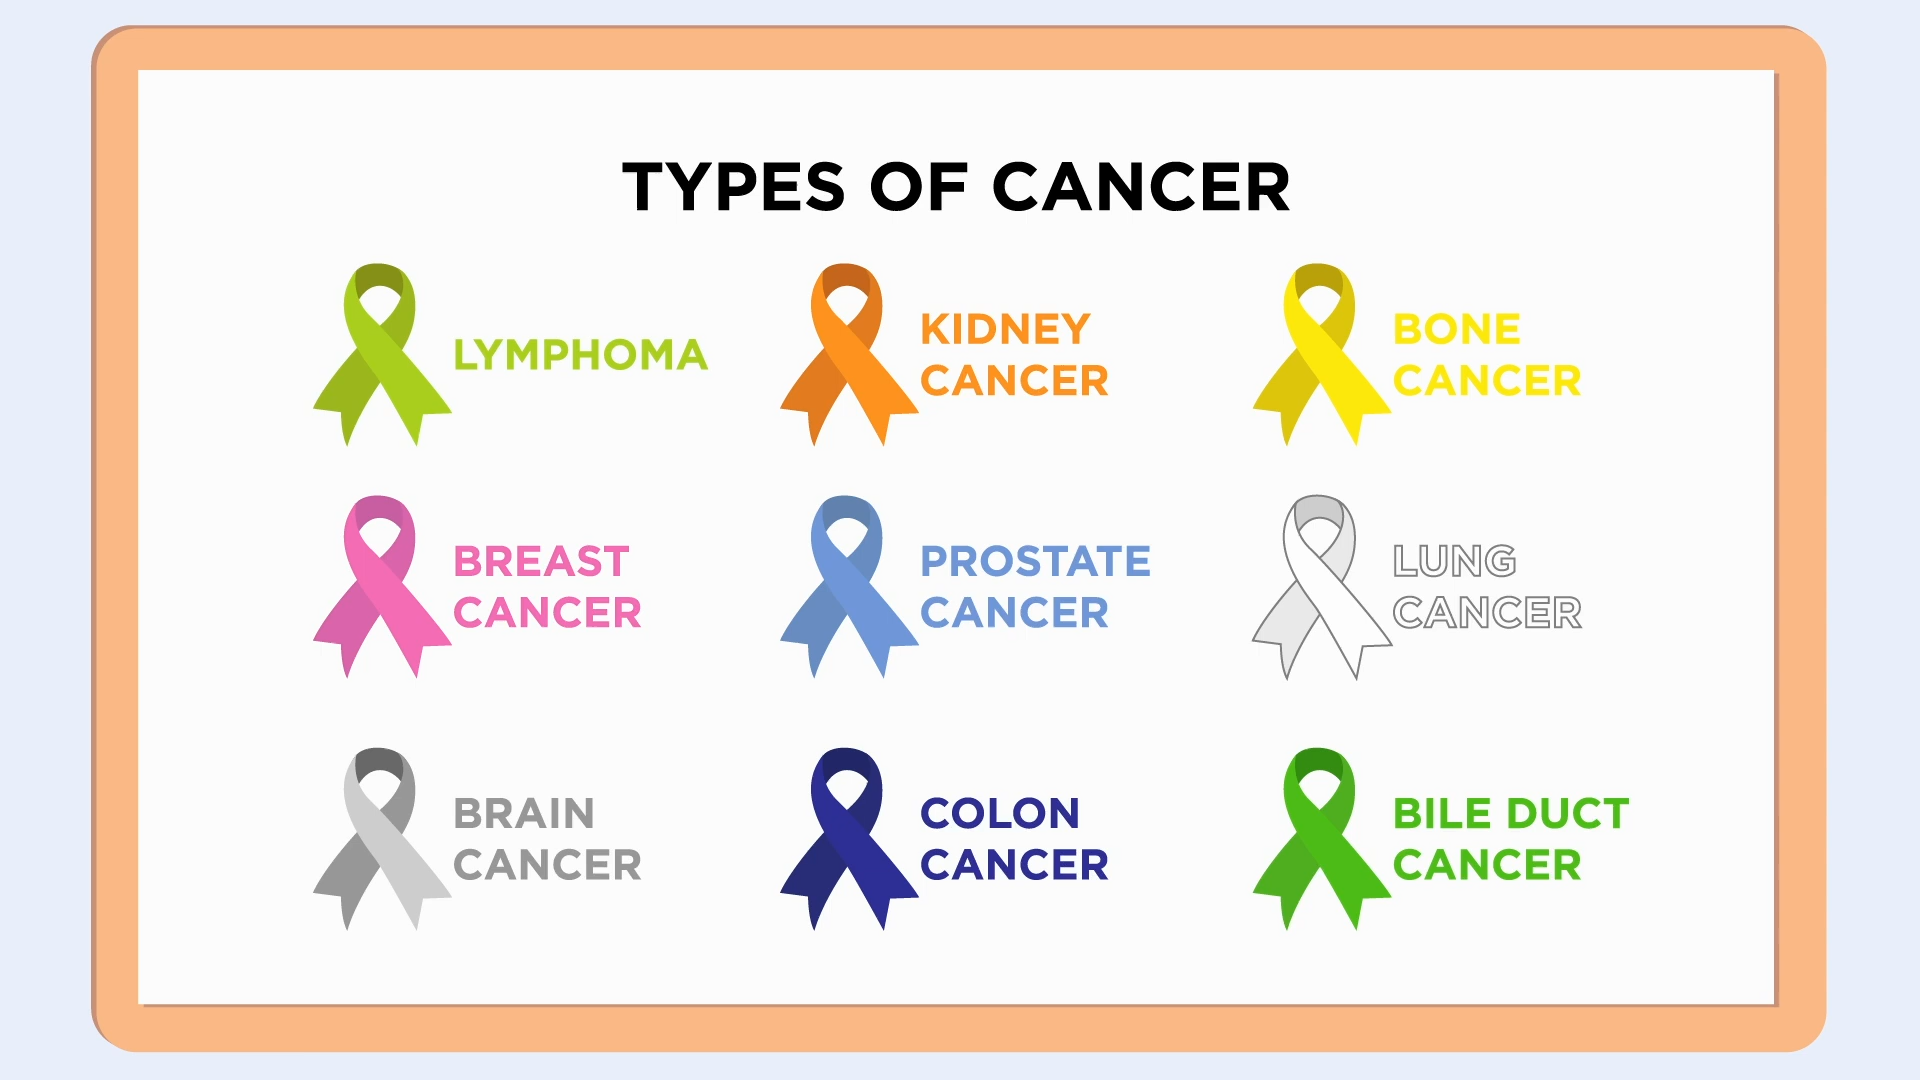 TYPES OF CANCER
LYMPHOMA
KIDNEY
CANCER
BONE
CANCER
BREAST
CANCER
PROSTATE
CANCER
LUNG
CANCER
BRAIN
CANCER
COLON
CANCER
BILE DUCT
CANCER